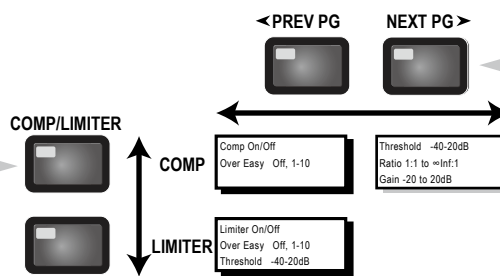 PREV PG
NEXT PG
COMP/LIMITER
COMP
Comp On/Off
Over Easy Off, 1-10
Threshold -40-20dB
Ratio 1:1 to ∞Inf:1
Gain -20 to 20dB
LIMITER
Limiter On/Off
Over Easy Off, 1-10
Threshold -40-20dB